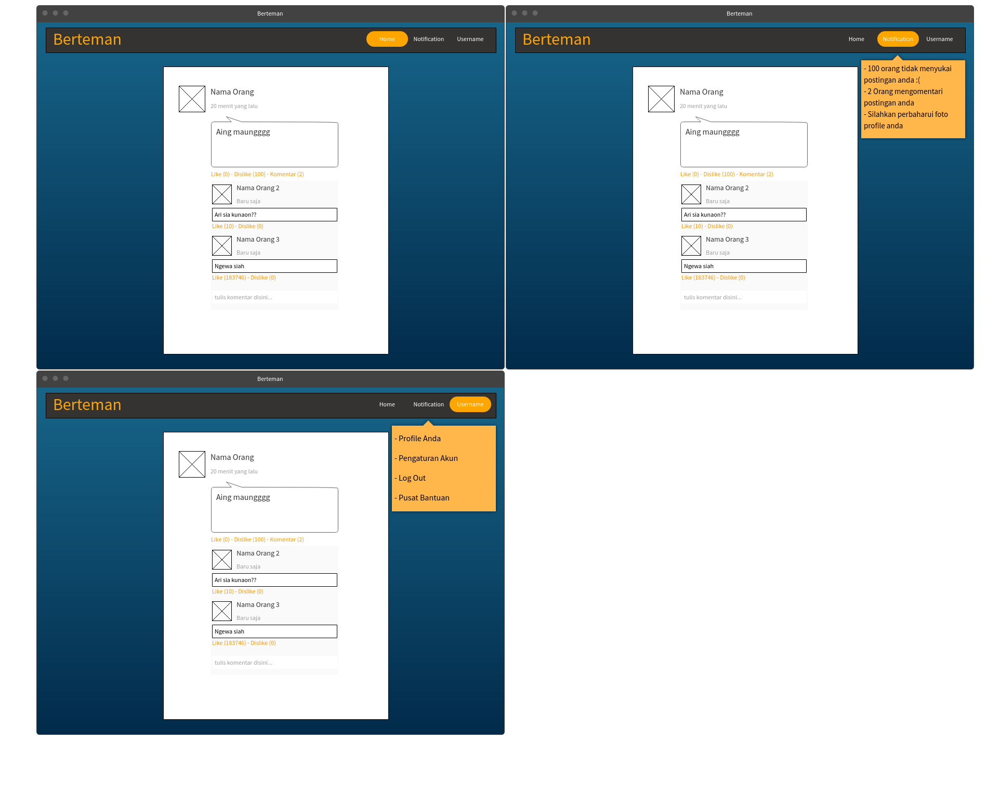 Berteman
Berteman
Home
Notification
Username
Nama Orang
20 menit yang lalu
Aing maungggg
Like (0) - Dislike (100) - Komentar (2)
Nama Orang 2
Baru saja
Ari sia kunaon??
Like (10) - Dislike (0)
Nama Orang 3
Baru saja
Ngewa siah
Like (183746) - Dislike (0)
tulis komentar disini...
Berteman
Berteman
Home
Notification
Username
- 100 orang tidak menyukai
postingan anda :(
- 2 Orang mengomentari
postingan anda
- Silahkan perbaharui foto
profile anda
Nama Orang
20 menit yang lalu
Aing maungggg
Like (0) - Dislike (100) - Komentar (2)
Nama Orang 2
Baru saja
Ari sia kunaon??
Like (10) - Dislike (0)
Nama Orang 3
Baru saja
Ngewa siah
Like (183746) - Dislike (0)
tulis komentar disini...
Berteman
Berteman
Home
Notification
Username
- Profile Anda
- Pengaturan Akun
- Log Out
- Pusat Bantuan
Nama Orang
20 menit yang lalu
Aing maungggg
Like (0) - Dislike (100) - Komentar (2)
Nama Orang 2
Baru saja
Ari sia kunaon??
Like (10) - Dislike (0)
Nama Orang 3
Baru saja
Ngewa siah
Like (183746) - Dislike (0)
tulis komentar disini...